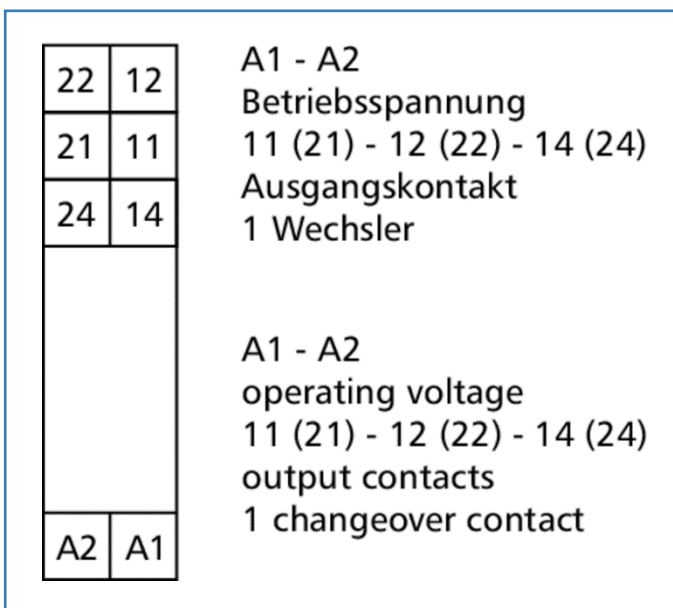 22 12
21 11
24 14
A2 A1
A1 - A2
Betriebsspannung
11 (21) - 12 (22) - 14 (24)
Ausgangskontakt
1 Wechsler
A1 - A2
operating voltage
11 (21) - 12 (22) - 14 (24)
output contacts
1 changeover contact